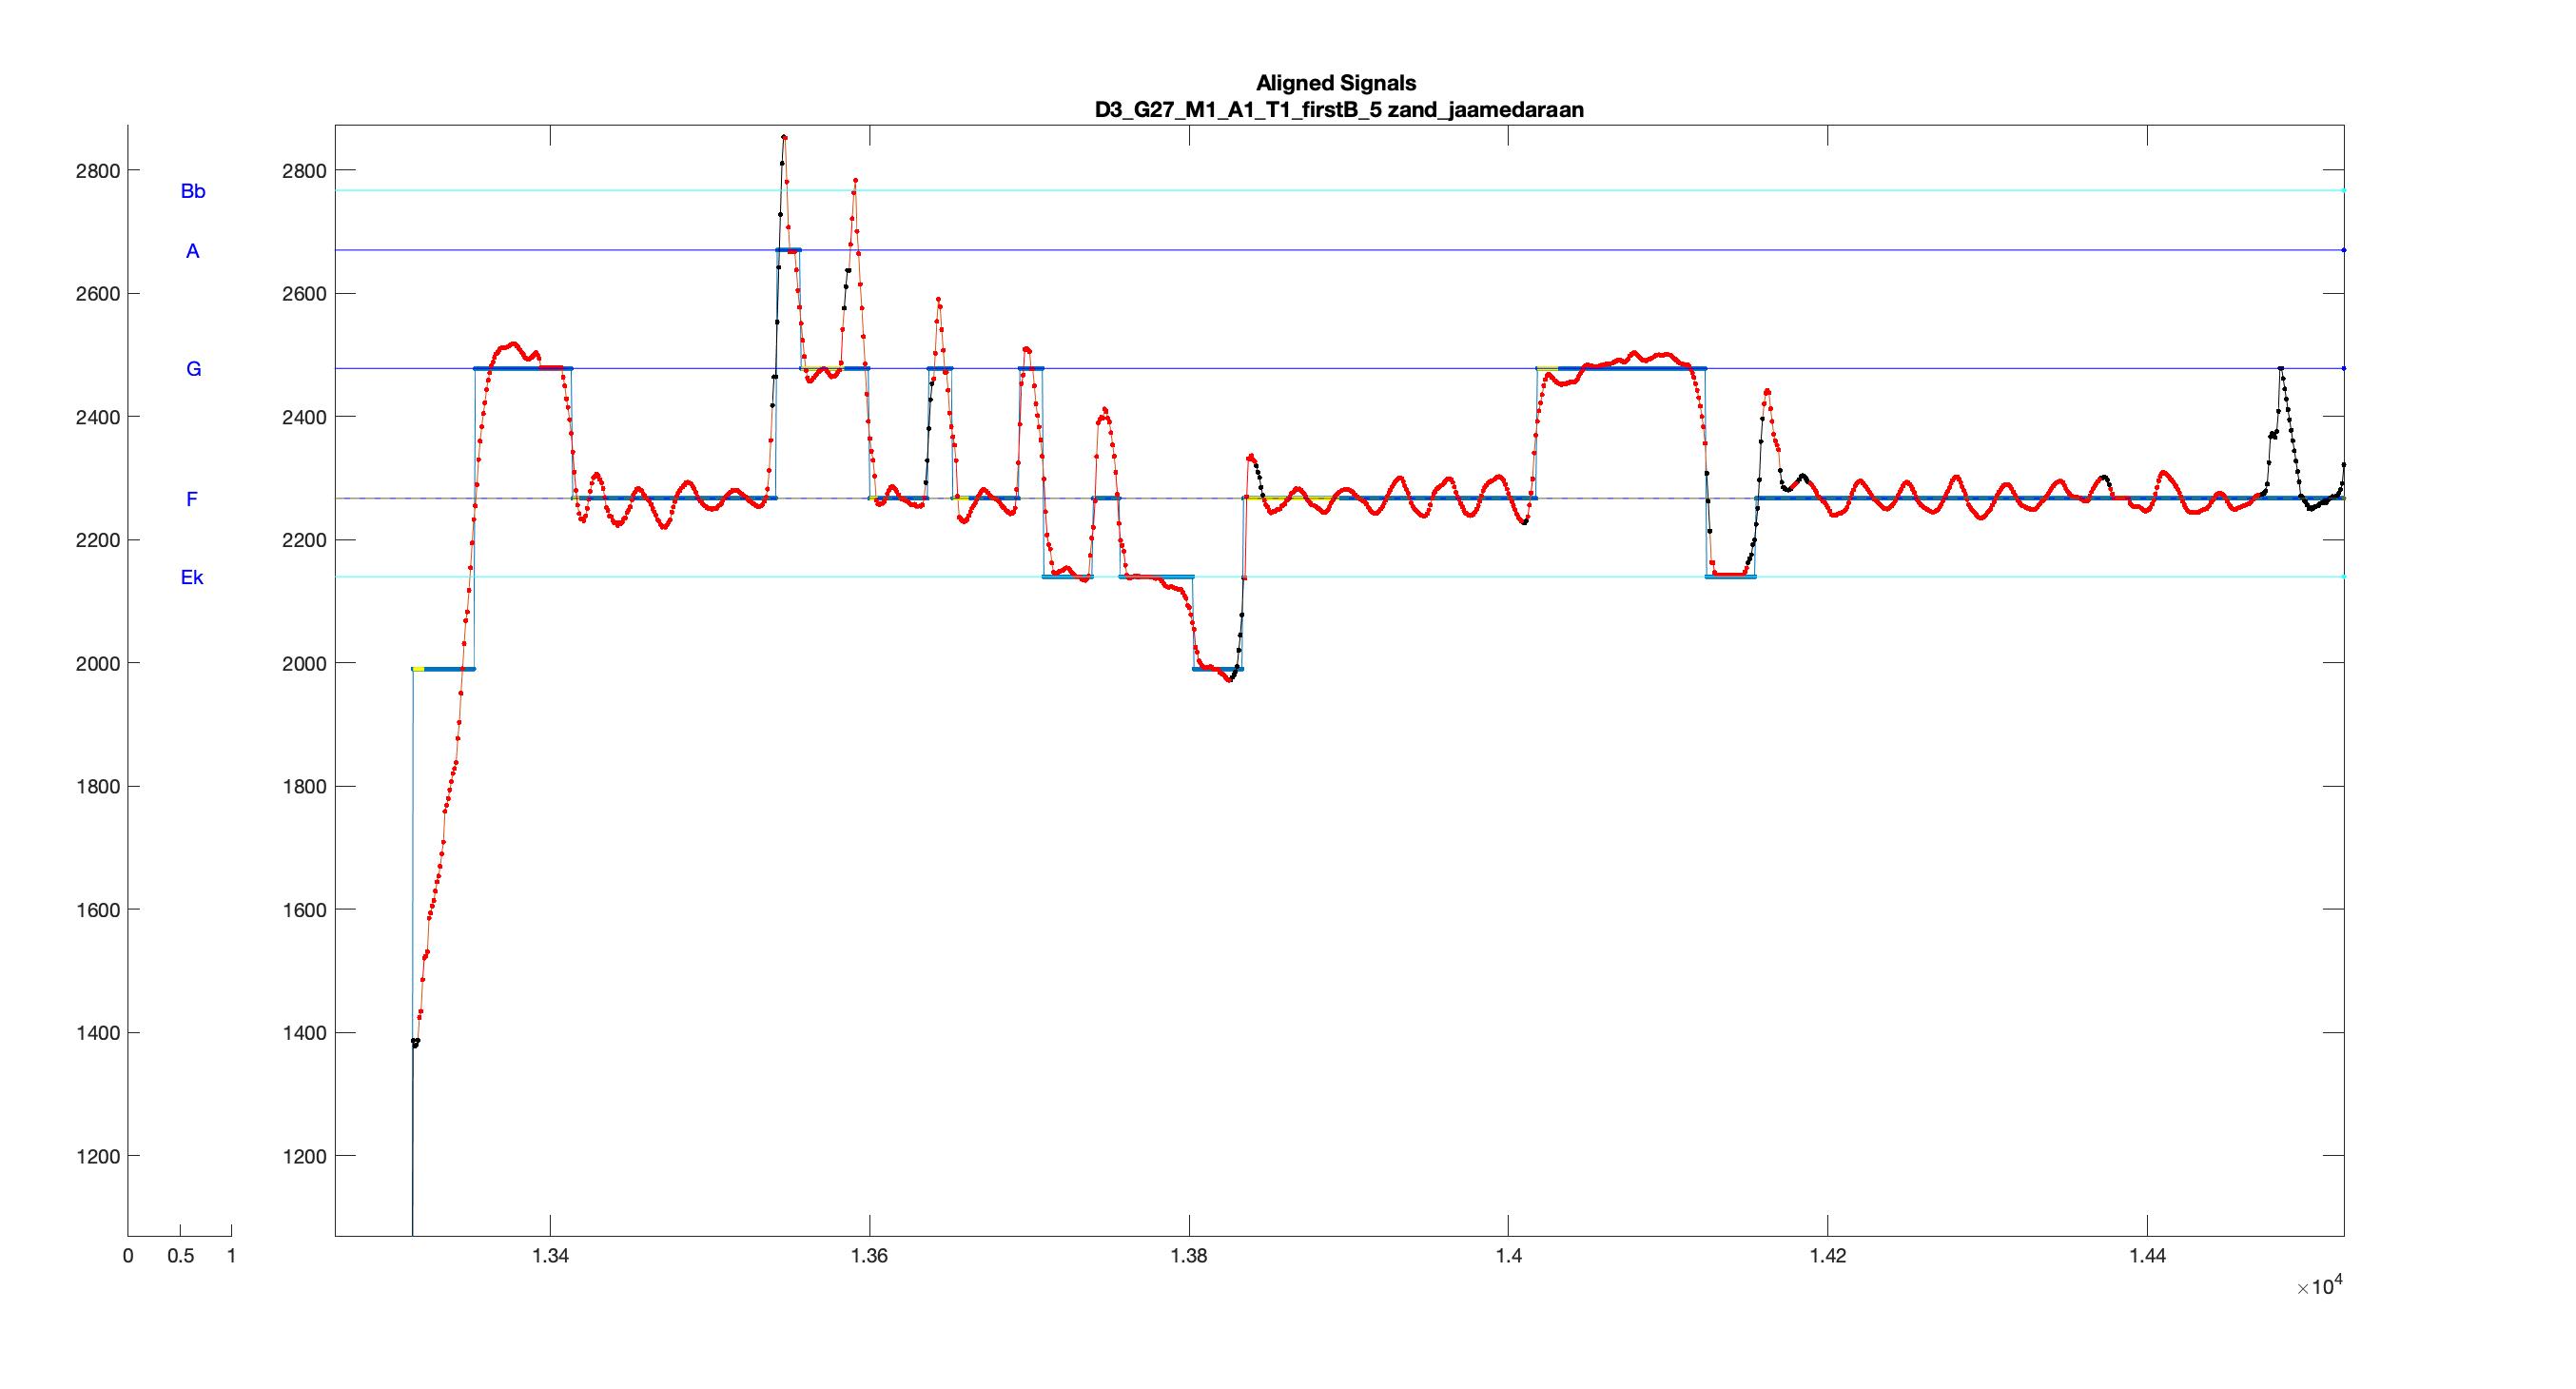 Aligned Signals
D3_G27_M1_A1_T1_firstB_5 zand_jaamedaraan
2800 2800
Bb
A
2600 2600
G
2400 2400
F
2200 2200
Ek
2000 2000
1800 1800
1600 1600
1400 1400
1200 1200
0 0.5 1 1.34 1.36 1.38 1.4 1.42 1.44
×10⁴